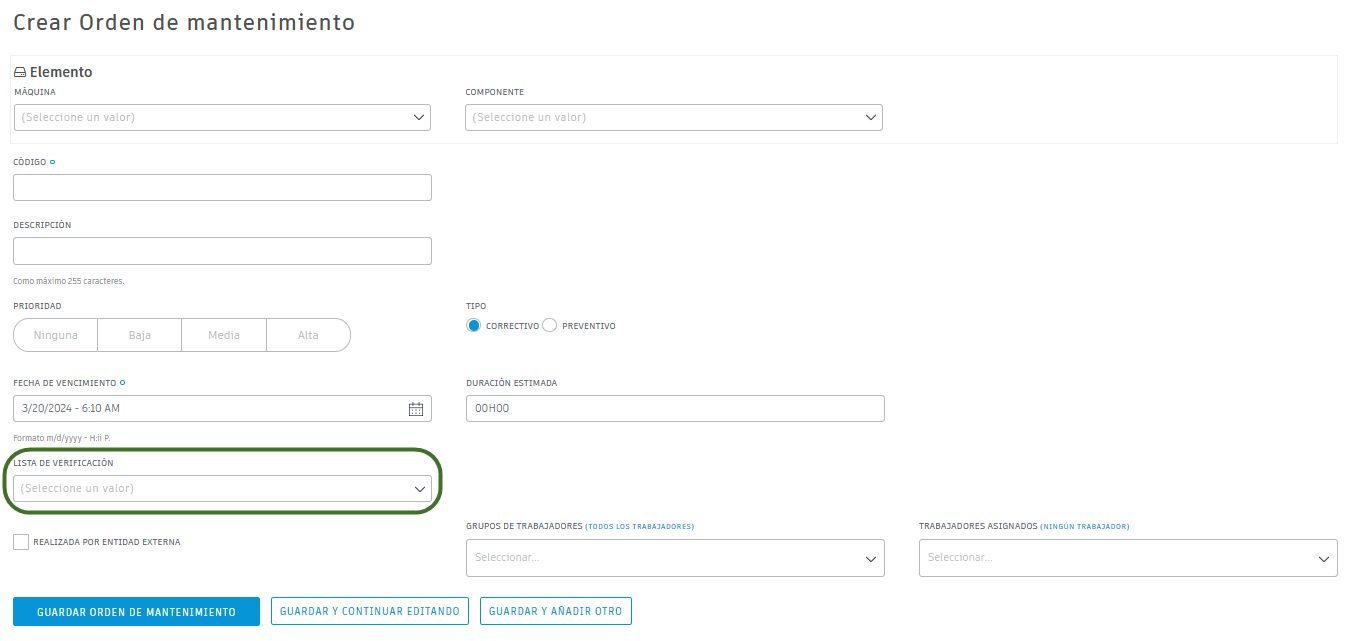 Crear Orden de mantenimiento
Elemento
MÁQUINA
COMPONENTE
(Seleccione un valor)
(Seleccione un valor)
CÓDIGO
DESCRIPCIÓN
Como máximo 255 caracteres.
PRIORIDAD
TIPO
Ninguna
Baja
Media
Alta
CORRECTIVO
PREVENTIVO
FECHA DE VENCIMIENTO
DURACIÓN ESTIMADA
3/20/2024 - 6:10 AM
00H00
Formato m/d/yyyy - H:ii P.
LISTA DE VERIFICACIÓN
(Seleccione un valor)
GRUPOS DE TRABAJADORES (TODOS LOS TRABAJADORES)
TRABAJADORES ASIGNADOS (NINGÚN TRABAJADOR)
REALIZADA POR ENTIDAD EXTERNA
Seleccionar...
Seleccionar...
GUARDAR ORDEN DE MANTENIMIENTO
GUARDAR Y CONTINUAR EDITANDO
GUARDAR Y AÑADIR OTRO